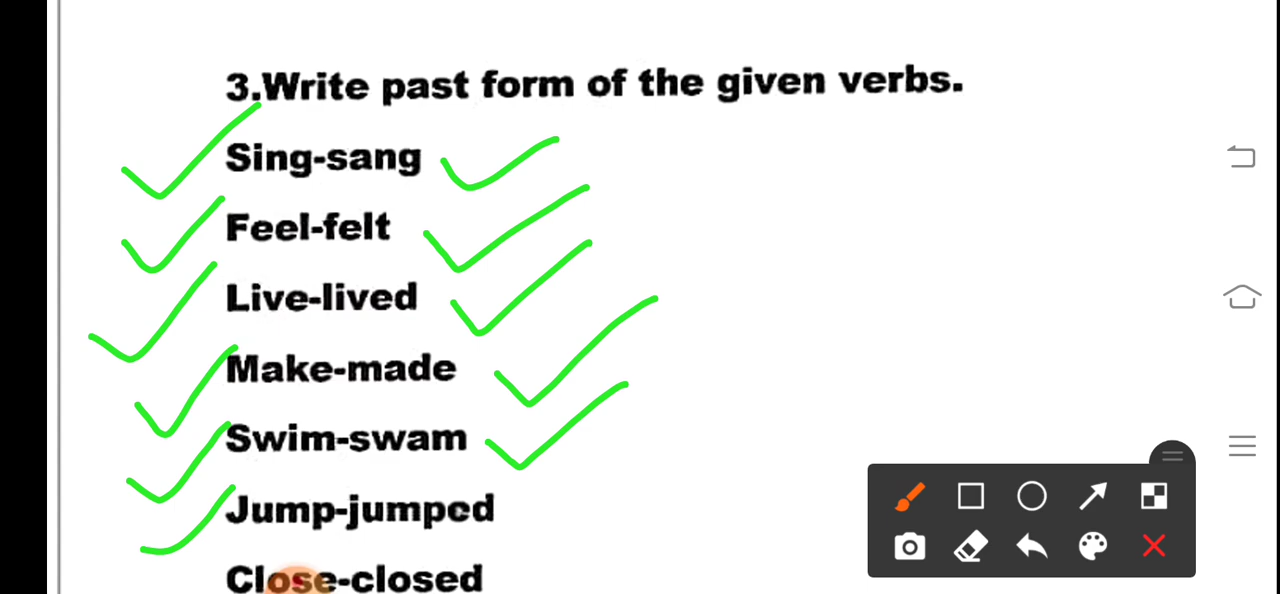 3.Write past form of the given verbs.
Sing-sang
Feel-felt
Live-lived
Make-made
Swim-swam
Jump-jumped
Close-closed